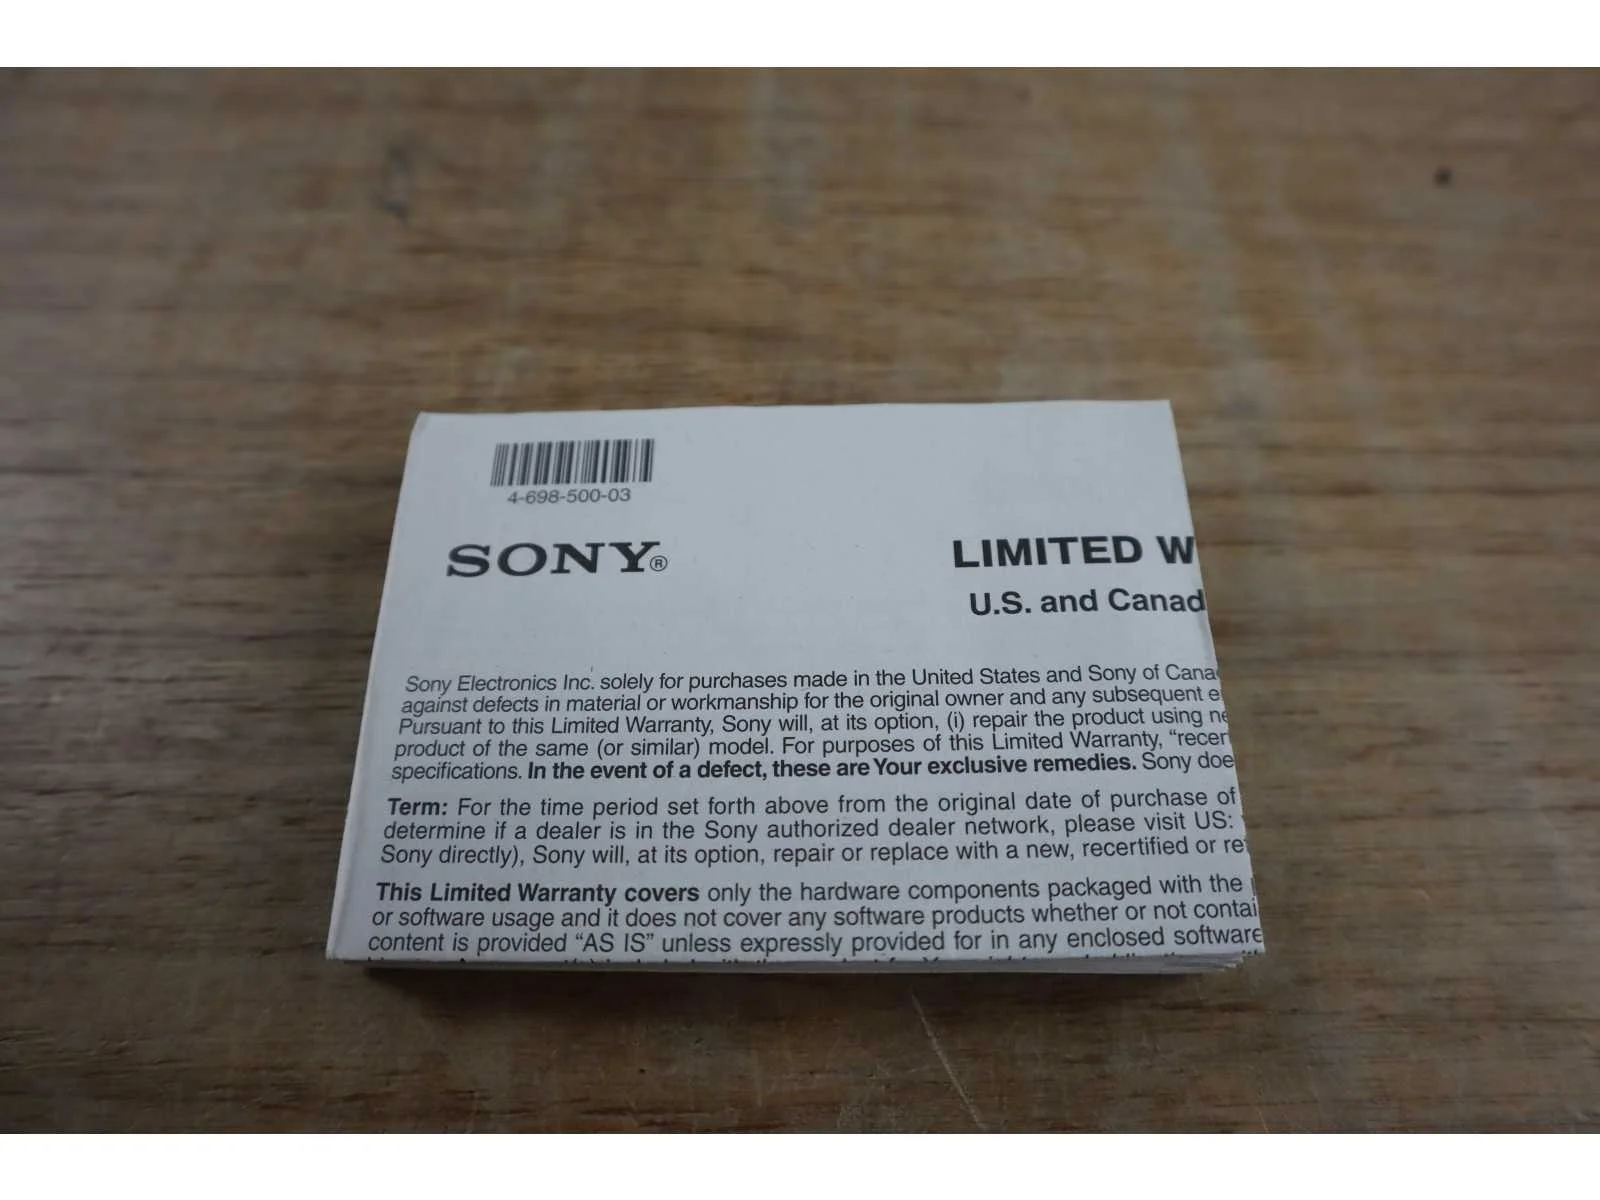 4-698-500-03
SONY®
LIMITED W
U.S. and Canad
Sony Electronics Inc. solely for purchases made in the United States and Sony of Cana
against defects in material or workmanship for the original owner and any subsequent
Pursuant to this Limited Warranty, Sony will, at its option, (i) repair the product using
product of the same (or similar) model. For purposes of this Limited Warranty, “recer
specifications. In the event of a defect, these are Your exclusive remedies. Sony doe
Term: For the time period set forth above from the original date of purchase of
determine if a dealer is in the Sony authorized dealer network, please visit US:
Sony directly), Sony will, at its option, repair or replace with a new, recertified or
This Limited Warranty covers only the hardware components packaged with the
or software usage and it does not cover any software products whether or not contai
content is provided “AS IS” unless expressly provided for in any enclosed software